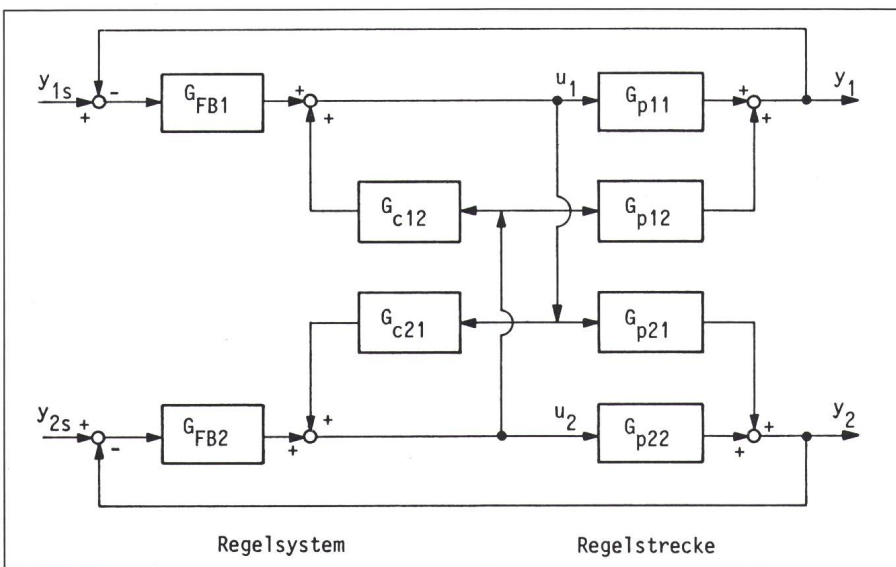 y1s
+
-
GFB1
+
+
u1
Gp11
+
+
y1
Gc12
Gp12
Gc21
Gp21
y2s
+
-
GFB2
+
+
u2
Gp22
+
+
y2
Regelsystem
Regelstrecke